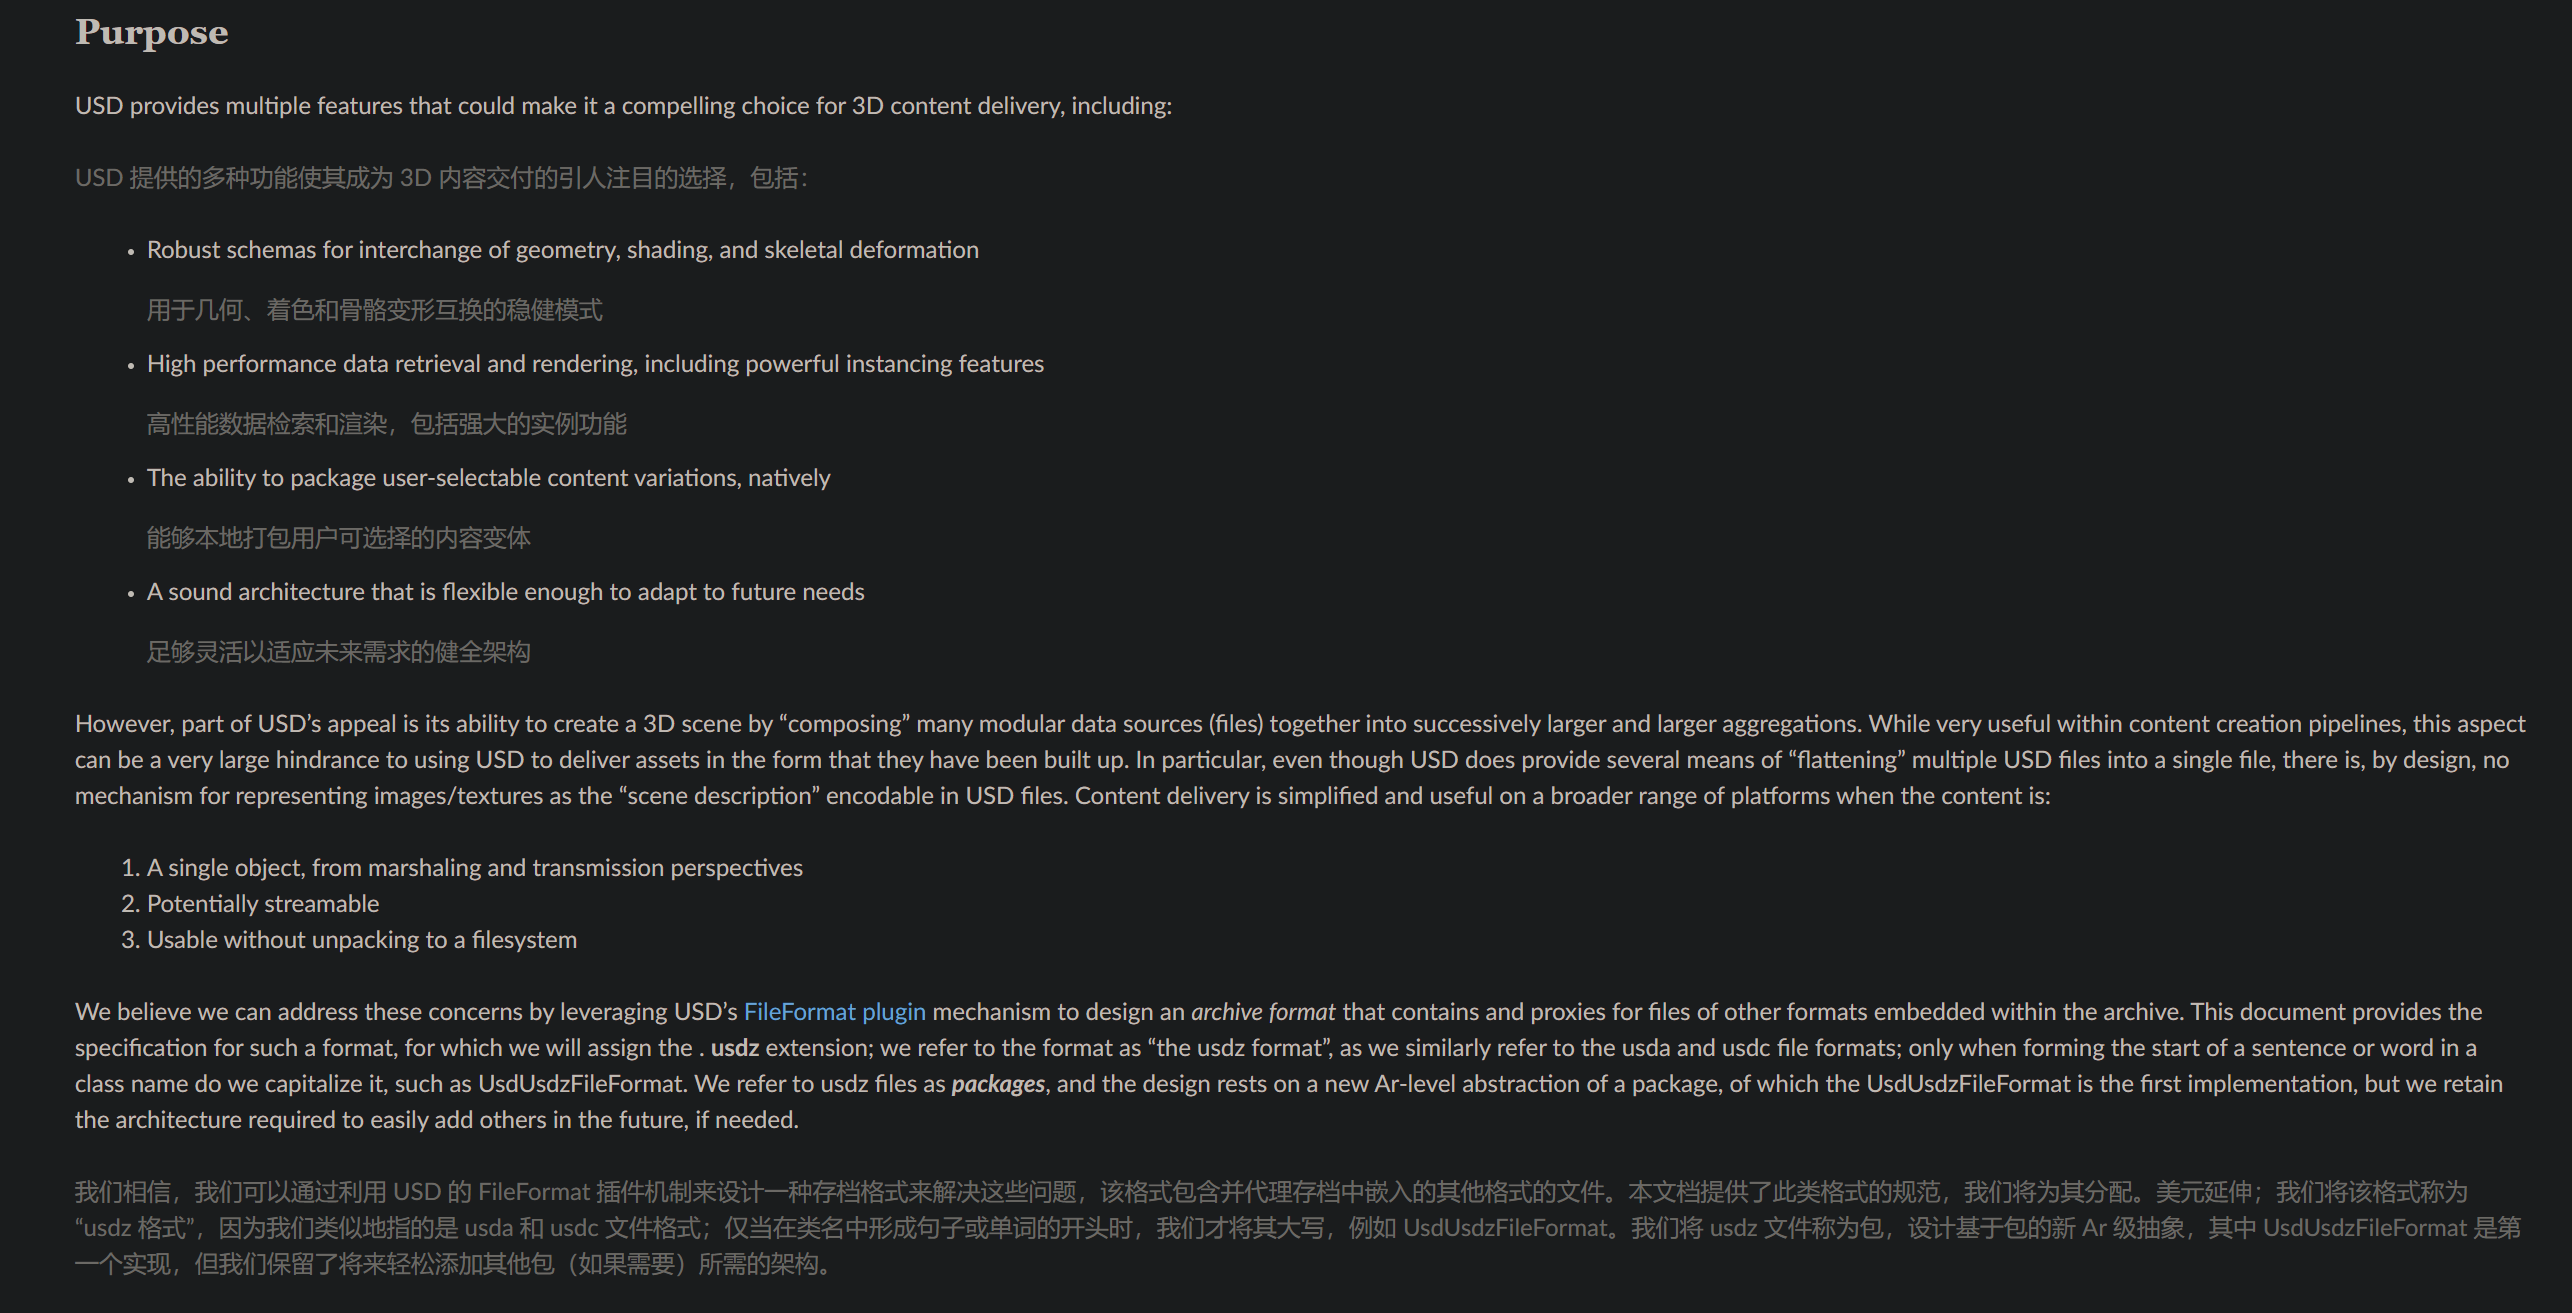 Purpose
USD provides multiple features that could make it a compelling choice for 3D content delivery, including:
USD 提供的多种功能使其成为 3D 内容交付的引人注目的选择，包括：
• Robust schemas for interchange of geometry, shading, and skeletal deformation
用于几何、着色和骨骼变形互换的稳健模式
• High performance data retrieval and rendering, including powerful instancing features
高性能数据检索和渲染，包括强大的实例功能
• The ability to package user-selectable content variations, natively
能够本地打包用户可选择的内容变体
• A sound architecture that is flexible enough to adapt to future needs
足够灵活以适应未来需求的健全架构
However, part of USD’s appeal is its ability to create a 3D scene by “composing” many modular data sources (files) together into successively larger and larger aggregations. While very useful within content creation pipelines, this aspect
can be a very large hindrance to using USD to deliver assets in the form that they have been built up. In particular, even though USD does provide several means of “flattening” multiple USD files into a single file, there is, by design, no
mechanism for representing images/textures as the “scene description” encodable in USD files. Content delivery is simplified and useful on a broader range of platforms when the content is:
1. A single object, from marshaling and transmission perspectives
2. Potentially streamable
3. Usable without unpacking to a filesystem
We believe we can address these concerns by leveraging USD’s FileFormat plugin mechanism to design an archive format that contains and proxies for files of other formats embedded within the archive. This document provides the
specification for such a format, for which we will assign the . usdz extension; we refer to the format as “the usdz format”, as we similarly refer to the usda and usdc file formats; only when forming the start of a sentence or word in a
class name do we capitalize it, such as UsdUsdzFileFormat. We refer to usdz files as packages, and the design rests on a new Ar-level abstraction of a package, of which the UsdUsdzFileFormat is the first implementation, but we retain
the architecture required to easily add others in the future, if needed.
我们相信，我们可以通过利用 USD 的 FileFormat 插件机制来设计一种存档格式来解决这些问题，该格式包含并代理存档中嵌入的其他格式的文件。本文档提供了此类格式的规范，我们将为其分配。美元延伸；我们将该格式称为
“usdz 格式”，因为我们类似地指的是 usda 和 usdc 文件格式；仅当在类名中形成句子或单词的开头时，我们才将其大写，例如 UsdUsdzFileFormat。我们将 usdz 文件称为包，设计基于包的新 Ar 级抽象，其中 UsdUsdzFileFormat 是第
一个实现，但我们保留了将来轻松添加其他包（如果需要）所需的架构。